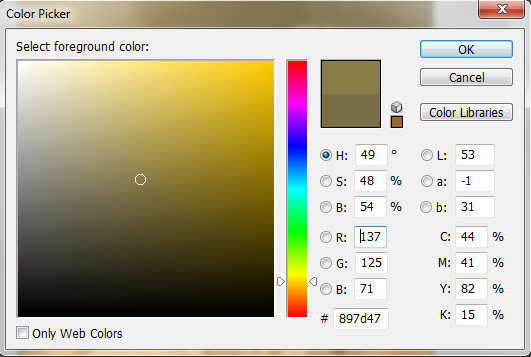 Color Picker
Select foreground color:
OK
Cancel
Color Libraries
H: 49 °
S: 48 %
B: 54 %
R: 137
G: 125
B: 71
# 897d47
L: 53
a: -1
b: 31
C: 44 %
M: 41 %
Y: 82 %
K: 15 %
Only Web Colors